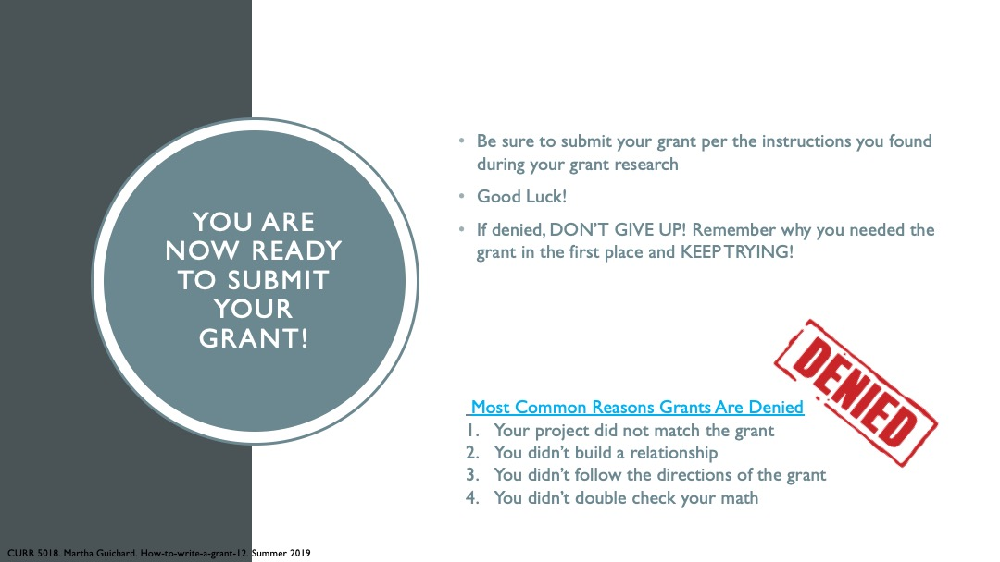 YOU ARE
NOW READY
TO SUBMIT
YOUR
GRANT!
• Be sure to submit your grant per the instructions you found
during your grant research
• Good Luck!
• If denied, DON'T GIVE UP! Remember why you needed the
grant in the first place and KEEP TRYING!
DENIED
Most Common Reasons Grants Are Denied
1. Your project did not match the grant
2. You didn't build a relationship
3. You didn't follow the directions of the grant
4. You didn't double check your math
CURR 5018. Martha Guichard. How-to-write-a-grant-12. Summer 2019